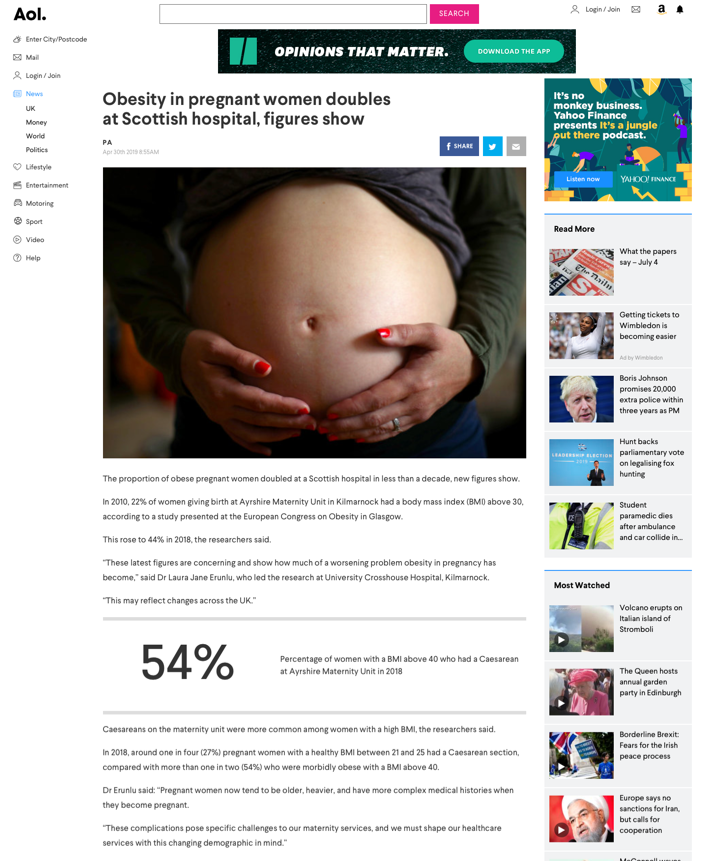 Aol.
SEARCH
Login / Join
a
Enter City/Postcode
Mail
Login / Join
News
UK
Money
World
Politics
Lifestyle
Entertainment
Motoring
Sport
Video
Help
OPINIONS THAT MATTER.
DOWNLOAD THE APP
Obesity in pregnant women doubles
at Scottish hospital, figures show
PA
Apr 30th 2019 8:55AM
f SHARE
The proportion of obese pregnant women doubled at a Scottish hospital in less than a decade, new figures show.
In 2010, 22% of women giving birth at Ayrshire Maternity Unit in Kilmarnock had a body mass index (BMI) above 30,
according to a study presented at the European Congress on Obesity in Glasgow.
This rose to 44% in 2018, the researchers said.
“These latest figures are concerning and show how much of a worsening problem obesity in pregnancy has
become,” said Dr Laura Jane Erunlu, who led the research at University Crosshouse Hospital, Kilmarnock.
“This may reflect changes across the UK.”
54%
Percentage of women with a BMI above 40 who had a Caesarean
at Ayrshire Maternity Unit in 2018
Caesareans on the maternity unit were more common among women with a high BMI, the researchers said.
In 2018, around one in four (27%) pregnant women with a healthy BMI between 21 and 25 had a Caesarean section,
compared with more than one in two (54%) who were morbidly obese with a BMI above 40.
Dr Erunlu said: “Pregnant women now tend to be older, heavier, and have more complex medical histories when
they become pregnant.
“These complications pose specific challenges to our maternity services, and we must shape our healthcare
services with this changing demographic in mind.”
It's no
monkey business.
Yahoo Finance
presents It's a jungle
out there podcast.
Listen now
YAHOO! FINANCE
Read More
What the papers
say – July 4
Getting tickets to
Wimbledon is
becoming easier
Ad by Wimbledon
Boris Johnson
promises 20,000
extra police within
three years as PM
LEADERSHIP ELECTION
2019
Hunt backs
parliamentary vote
on legalising fox
hunting
Student
paramedic dies
after ambulance
and car collide in...
Most Watched
Volcano erupts on
Italian island of
Stromboli
The Queen hosts
annual garden
party in Edinburgh
Borderline Brexit:
Fears for the Irish
peace process
Europe says no
sanctions for Iran,
but calls for
cooperation